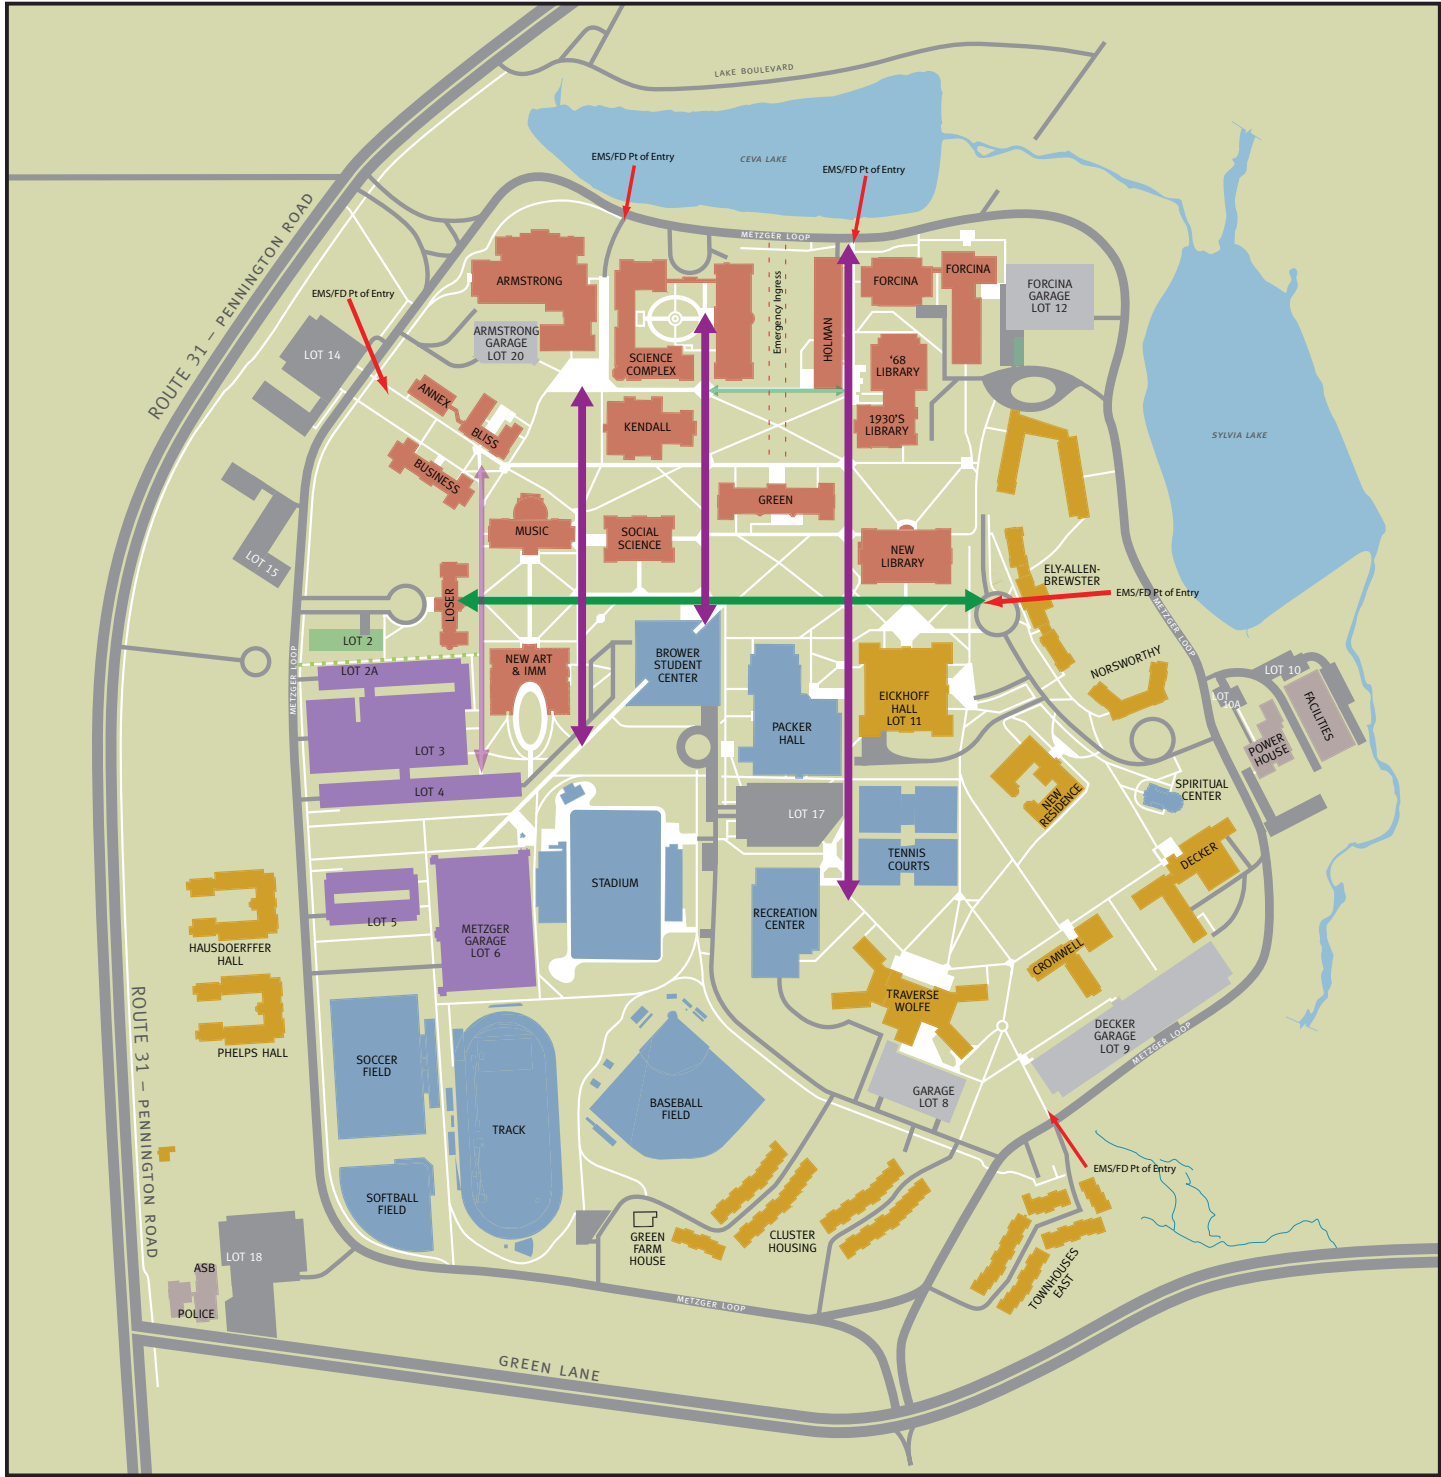 LAKE BOULEVARD
EMS/FD Pt of Entry
CEVA LAKE
EMS/FD Pt of Entry
ROUTE 31 – PENNINGTON ROAD
METZGER LOOP
ARMSTRONG
FORCINA
FORCINA
FORCINA
GARAGE
LOT 12
EMS/FD Pt of Entry
Emergency Ingress
ARMSTRONG
GARAGE
LOT 20
HOLMAN
LOT 14
SCIENCE
COMPLEX
‘68
LIBRARY
ANNEX
BLISS
KENDALL
1930’S
LIBRARY
SYLVIA LAKE
BUSINESS
GREEN
MUSIC
SOCIAL
SCIENCE
LOT 15
NEW
LIBRARY
ELY-ALLEN-
BREWSTER
EMS/FD Pt of Entry
METZGER LOOP
LOSER
LOT 2
METZGER LOOP
LOT 2A
NEW ART
& IMM
BROWER
STUDENT
CENTER
NORSWORTHY
LOT 10
LOT
10A
FACILITIES
EICKHOFF
HALL
LOT 11
PACKER
HALL
POWER
HOUSE
LOT 3
LOT 4
SPIRITUAL
CENTER
NEW
RESIDENCE
LOT 17
TENNIS
COURTS
DECKER
STADIUM
LOT 5
RECREATION
CENTER
METZGER
GARAGE
LOT 6
HAUSDOERFFER
HALL
CROMWELL
TRAVERSE
WOLFE
ROUTE 31 – PENNINGTON ROAD
PHELPS HALL
DECKER
GARAGE
LOT 9
METZGER LOOP
SOCCER
FIELD
GARAGE
LOT 8
BASEBALL
FIELD
TRACK
EMS/FD Pt of Entry
SOFTBALL
FIELD
GREEN
FARM
HOUSE
CLUSTER
HOUSING
TOWNHOUSES
EAST
LOT 18
ASB
POLICE
METZGER LOOP
GREEN LANE